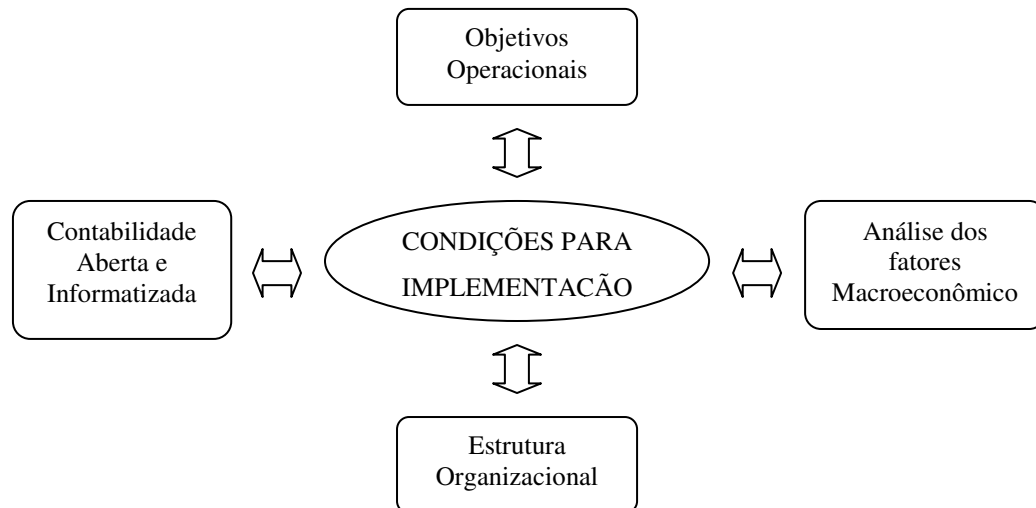 Objetivos
Operacionais
Contabilidade
Aberta e
Informatizada
CONDIÇÕES PARA
IMPLEMENTACÃO
Análise dos
fatores
Macroeconômico
Estrutura
Organizacional